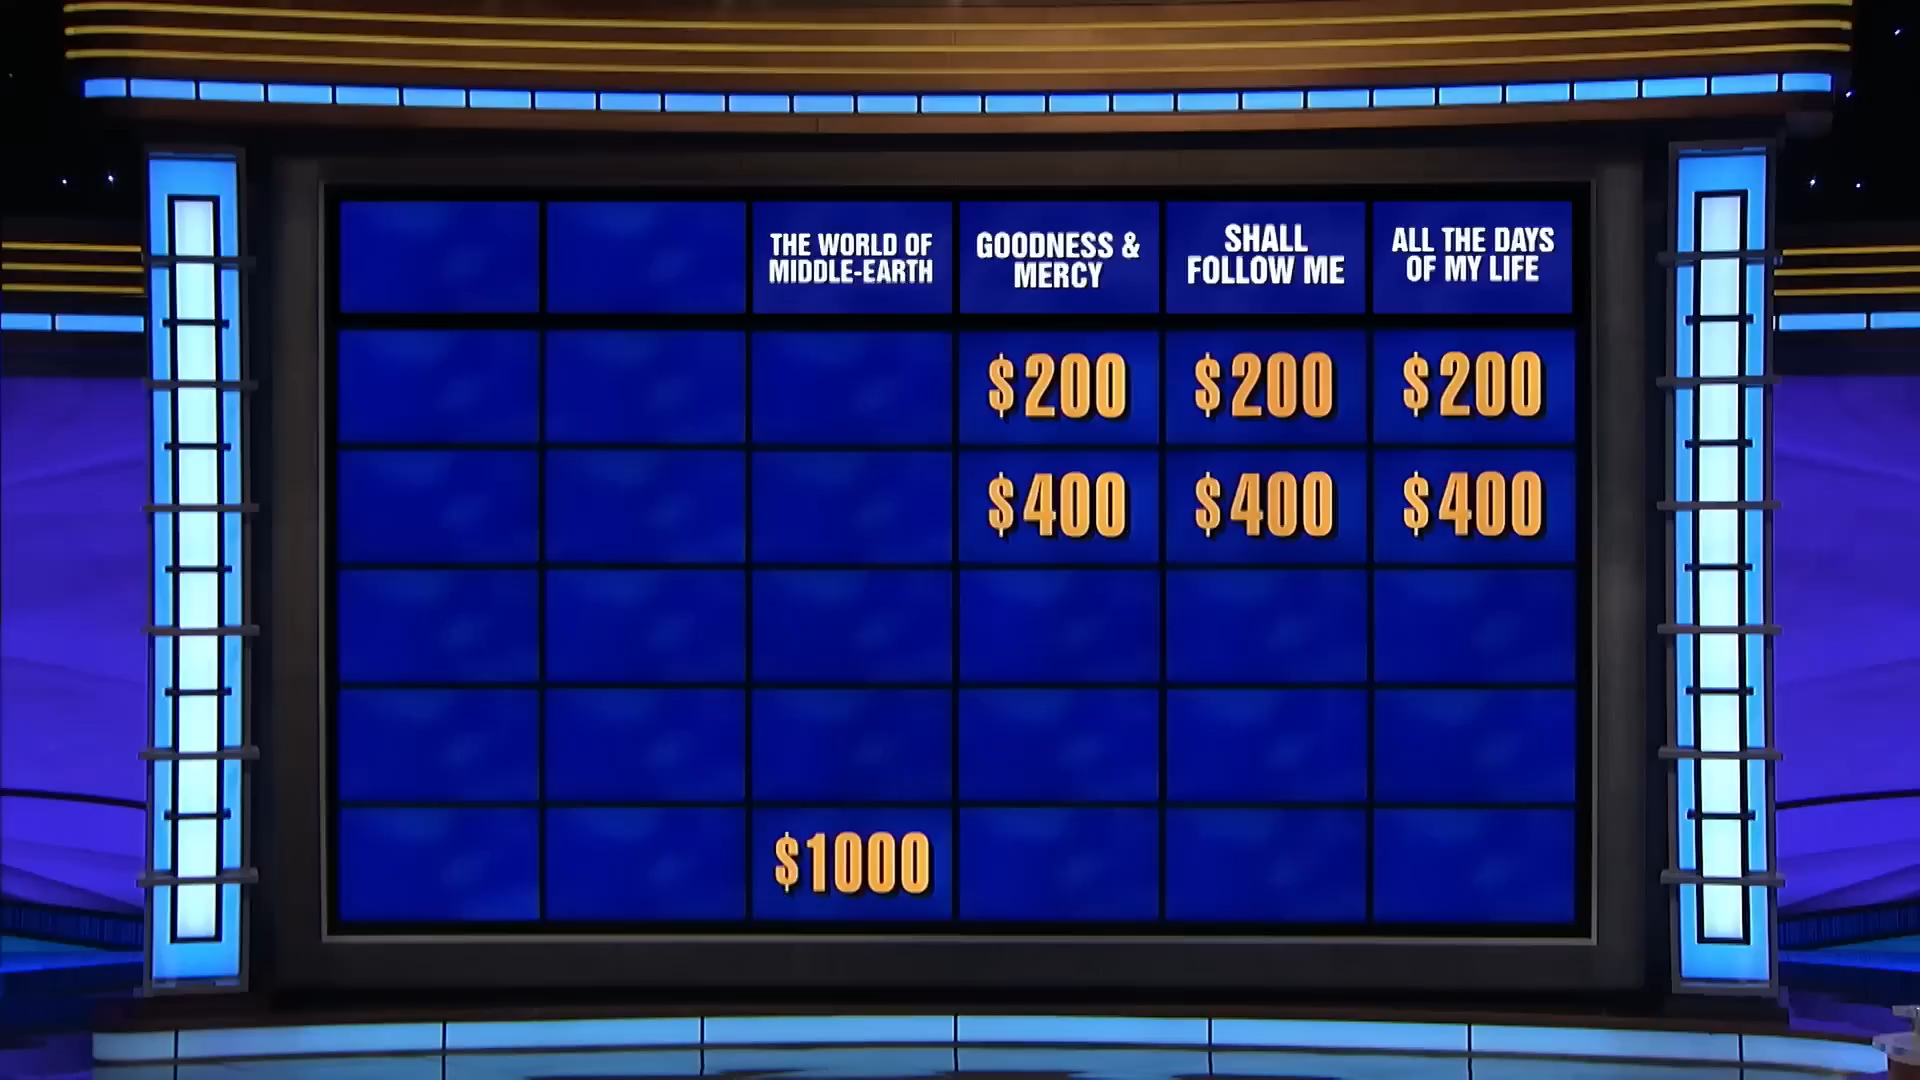 THE WORLD OF
MIDDLE-EARTH
GOODNESS &
MERCY
SHALL
FOLLOW ME
ALL THE DAYS
OF MY LIFE
$200
$200
$200
$400
$400
$400
$1000